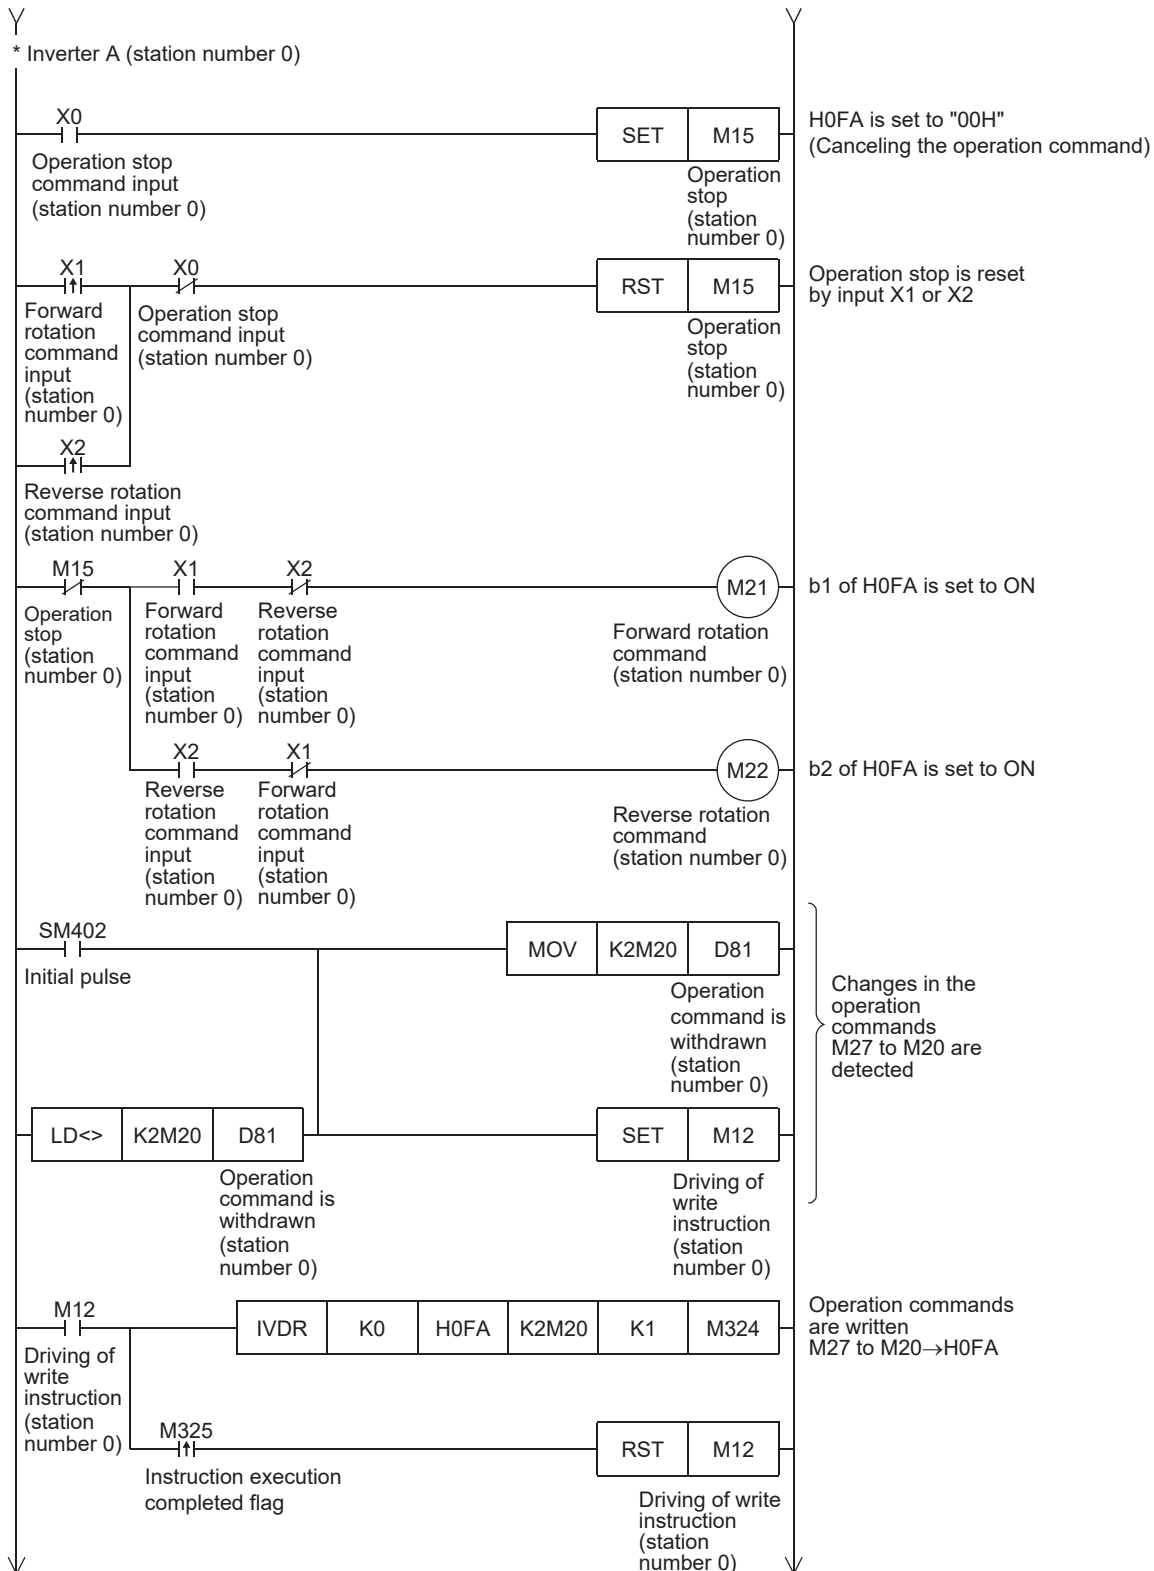 * Inverter A (station number 0)
X0
SET M15
H0FA is set to "00H"
(Canceling the operation command)
Operation stop
command input
(station number 0)
Operation
stop
(station
number 0)
X1
X0
RST M15
Operation stop is reset
by input X1 or X2
Forward
rotation
command
input
(station
number 0)
Operation stop
command input
(station number 0)
Operation
stop
(station
number 0)
X2
Reverse rotation
command input
(station number 0)
M15
X1
X2
M21
b1 of H0FA is set to ON
Operation
stop
(station
number 0)
Forward
rotation
command
input
(station
number 0)
Reverse
rotation
command
input
(station
number 0)
Forward rotation
command
(station number 0)
X2
X1
M22
b2 of H0FA is set to ON
Reverse
rotation
command
input
(station
number 0)
Forward
rotation
command
input
(station
number 0)
Reverse rotation
command
(station number 0)
SM402
MOV K2M20 D81
Initial pulse
Operation
command is
withdrawn
(station
number 0)
Changes in the
operation
commands
M27 to M20 are
detected
LD<> K2M20 D81
SET M12
Operation
command is
withdrawn
(station
number 0)
Driving of
write
instruction
(station
number 0)
M12
IVDR K0 H0FA K2M20 K1 M324
Operation commands
are written
M27 to M20→H0FA
Driving of
write
instruction
(station
number 0)
M325
RST M12
Instruction execution
completed flag
Driving of write
instruction
(station
number 0)